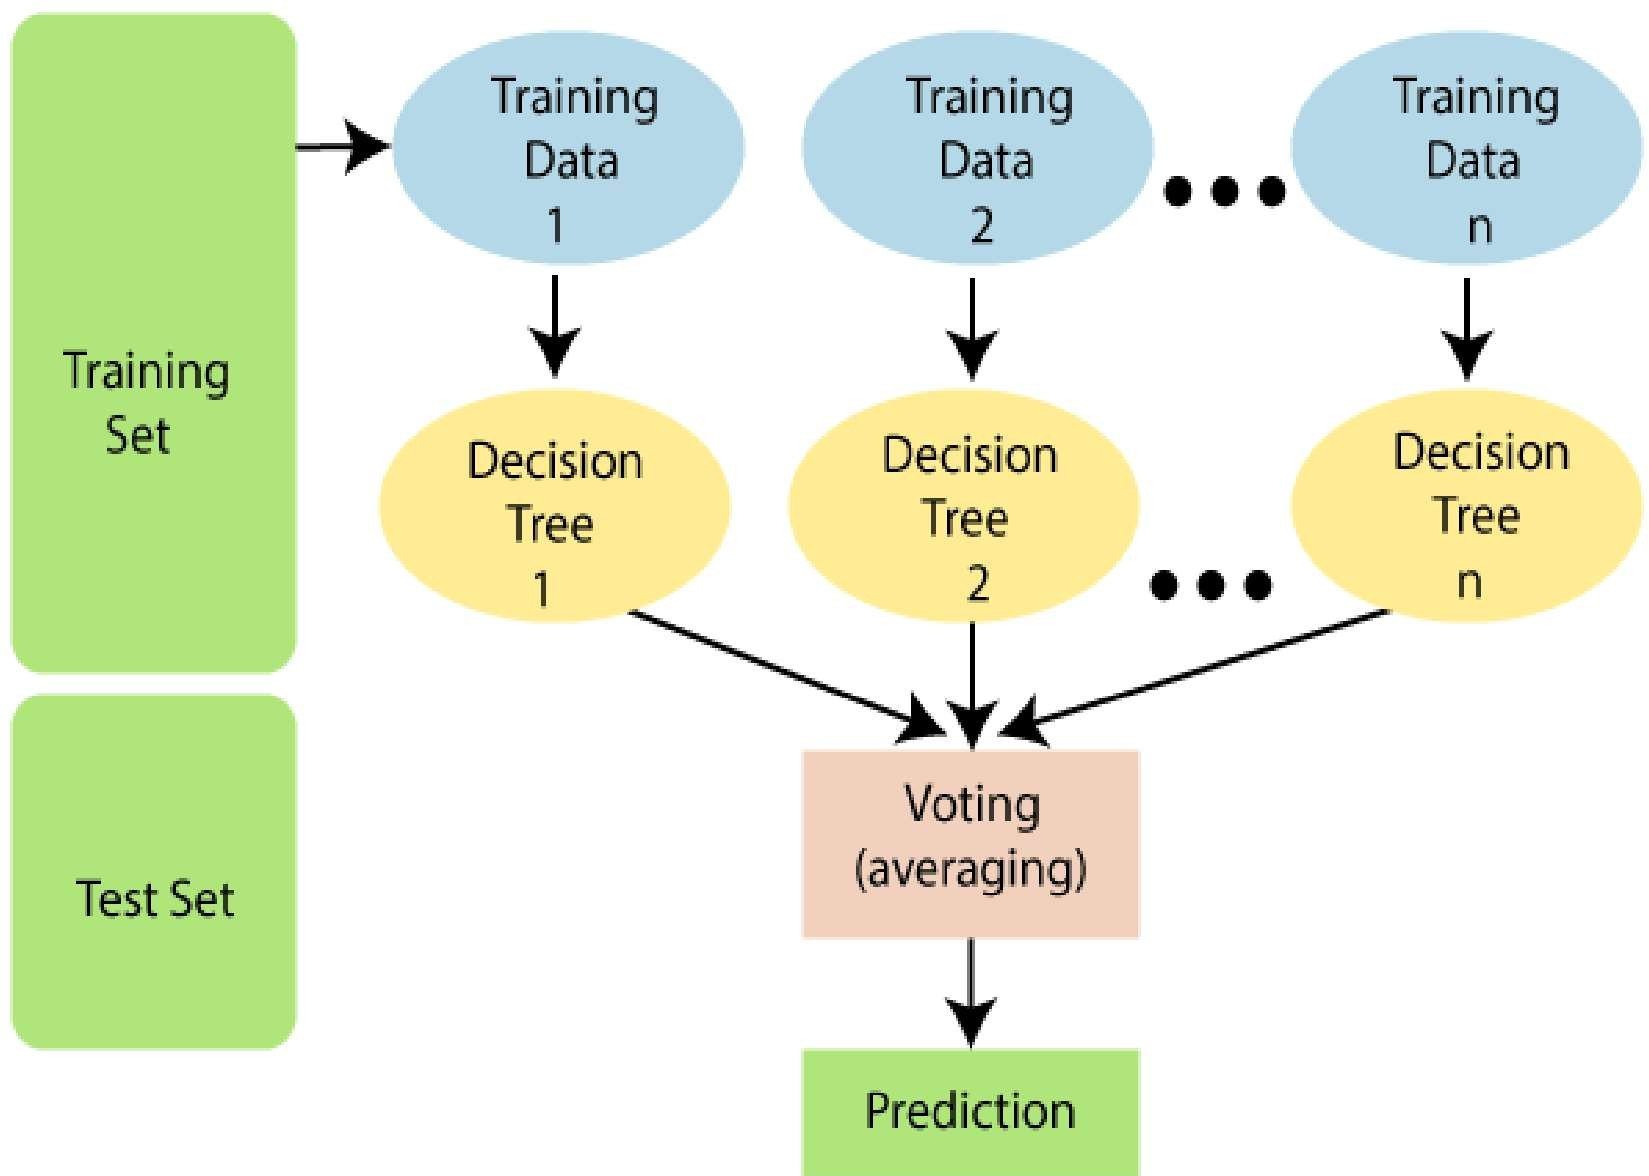 Training
Set
Training
Data
1
Training
Data
2
Training
Data
n
Decision
Tree
1
Decision
Tree
2
Decision
Tree
n
Test Set
Voting
(averaging)
Prediction